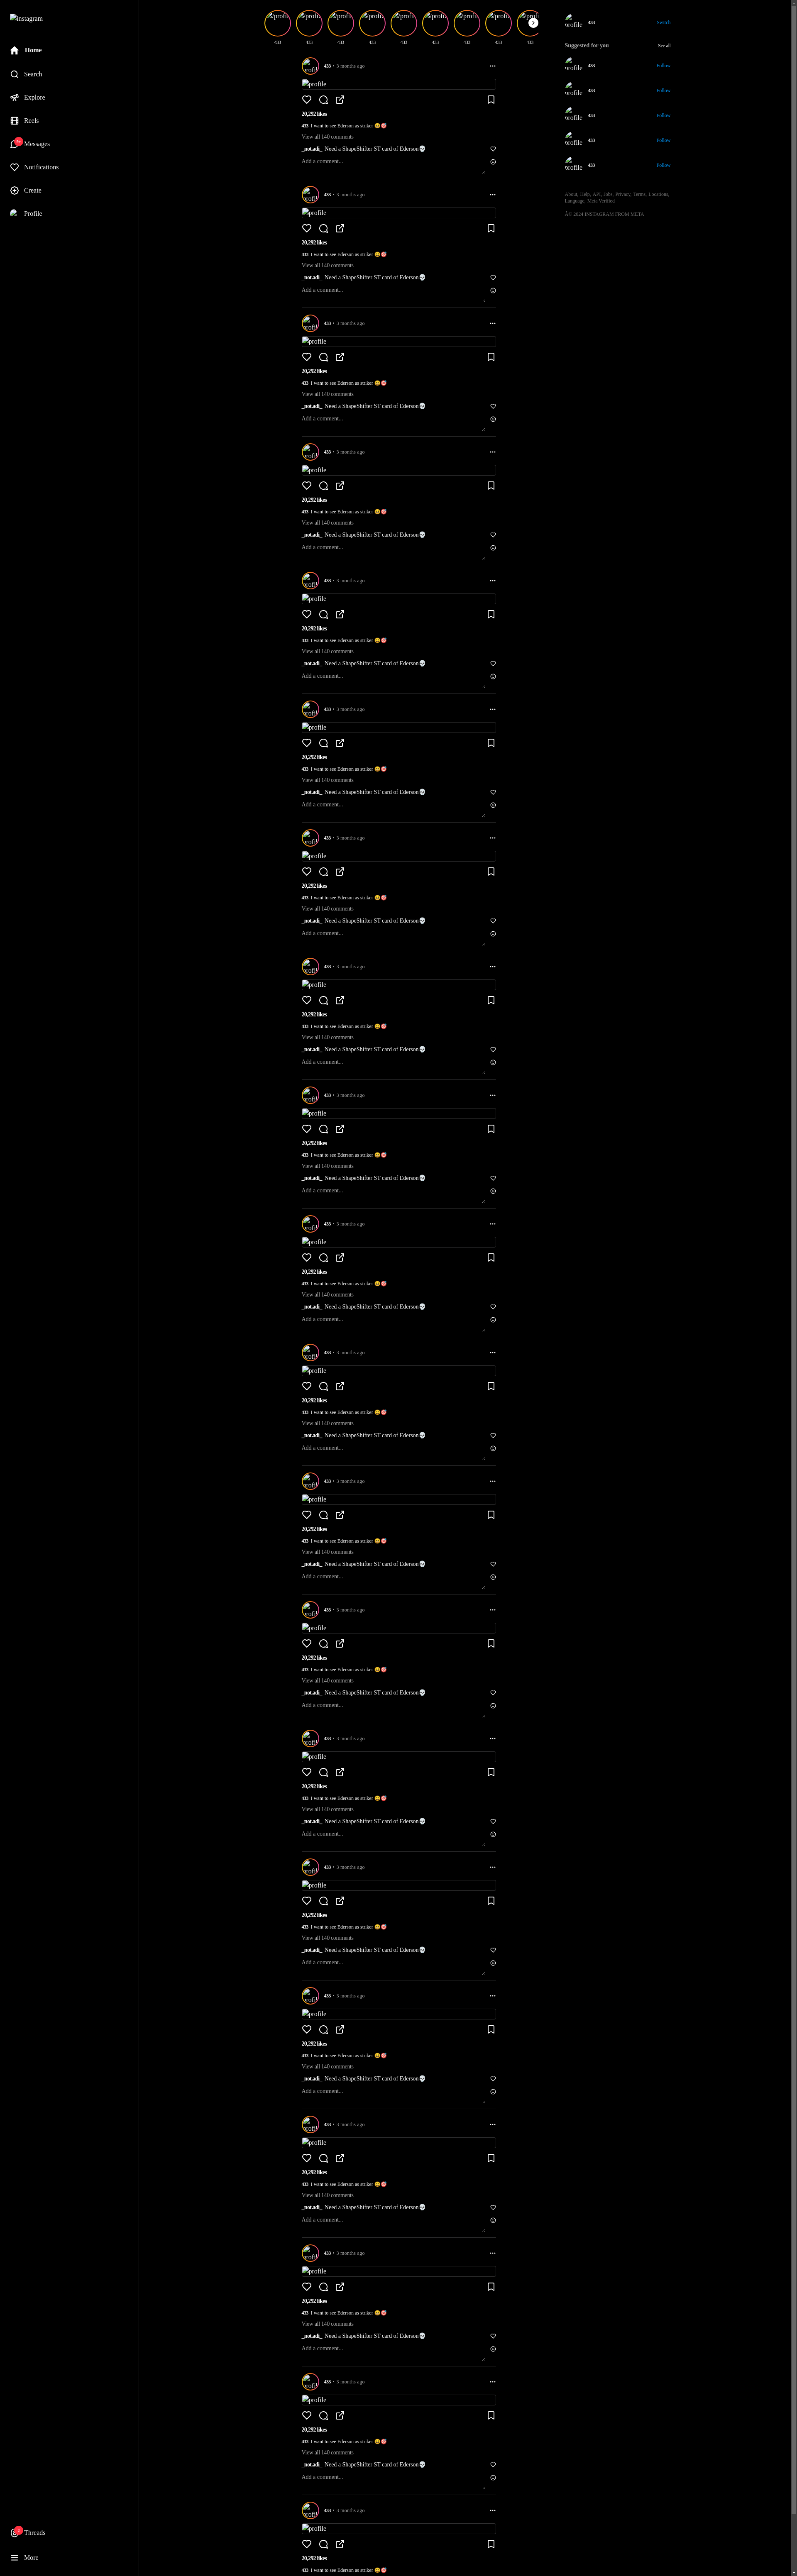 instagram
Home
Search
Explore
Reels
Messages
Notifications
Create
Profile
Threads
More
433 433 433 433 433 433 433 433 433
433 • 3 months ago
profile
20,292 likes
433 I want to see Ederson as striker 😂🎯
View all 140 comments
_not.adi_ Need a ShapeShifter ST card of Ederson💀
Add a comment...
433 • 3 months ago
profile
20,292 likes
433 I want to see Ederson as striker 😂🎯
View all 140 comments
_not.adi_ Need a ShapeShifter ST card of Ederson💀
Add a comment...
433 • 3 months ago
profile
20,292 likes
433 I want to see Ederson as striker 😂🎯
View all 140 comments
_not.adi_ Need a ShapeShifter ST card of Ederson💀
Add a comment...
433 • 3 months ago
profile
20,292 likes
433 I want to see Ederson as striker 😂🎯
View all 140 comments
_not.adi_ Need a ShapeShifter ST card of Ederson💀
Add a comment...
433 • 3 months ago
profile
20,292 likes
433 I want to see Ederson as striker 😂🎯
View all 140 comments
_not.adi_ Need a ShapeShifter ST card of Ederson💀
Add a comment...
433 • 3 months ago
profile
20,292 likes
433 I want to see Ederson as striker 😂🎯
View all 140 comments
_not.adi_ Need a ShapeShifter ST card of Ederson💀
Add a comment...
433 • 3 months ago
profile
20,292 likes
433 I want to see Ederson as striker 😂🎯
View all 140 comments
_not.adi_ Need a ShapeShifter ST card of Ederson💀
Add a comment...
433 • 3 months ago
profile
20,292 likes
433 I want to see Ederson as striker 😂🎯
View all 140 comments
_not.adi_ Need a ShapeShifter ST card of Ederson💀
Add a comment...
433 • 3 months ago
profile
20,292 likes
433 I want to see Ederson as striker 😂🎯
View all 140 comments
_not.adi_ Need a ShapeShifter ST card of Ederson💀
Add a comment...
433 • 3 months ago
profile
20,292 likes
433 I want to see Ederson as striker 😂🎯
View all 140 comments
_not.adi_ Need a ShapeShifter ST card of Ederson💀
Add a comment...
433 • 3 months ago
profile
20,292 likes
433 I want to see Ederson as striker 😂🎯
View all 140 comments
_not.adi_ Need a ShapeShifter ST card of Ederson💀
Add a comment...
433 • 3 months ago
profile
20,292 likes
433 I want to see Ederson as striker 😂🎯
View all 140 comments
_not.adi_ Need a ShapeShifter ST card of Ederson💀
Add a comment...
433 • 3 months ago
profile
20,292 likes
433 I want to see Ederson as striker 😂🎯
View all 140 comments
_not.adi_ Need a ShapeShifter ST card of Ederson💀
Add a comment...
433 • 3 months ago
profile
20,292 likes
433 I want to see Ederson as striker 😂🎯
View all 140 comments
_not.adi_ Need a ShapeShifter ST card of Ederson💀
Add a comment...
433 • 3 months ago
profile
20,292 likes
433 I want to see Ederson as striker 😂🎯
View all 140 comments
_not.adi_ Need a ShapeShifter ST card of Ederson💀
Add a comment...
433 • 3 months ago
profile
20,292 likes
433 I want to see Ederson as striker 😂🎯
View all 140 comments
_not.adi_ Need a ShapeShifter ST card of Ederson💀
Add a comment...
433 • 3 months ago
profile
20,292 likes
433 I want to see Ederson as striker 😂🎯
View all 140 comments
_not.adi_ Need a ShapeShifter ST card of Ederson💀
Add a comment...
433 • 3 months ago
profile
20,292 likes
433 I want to see Ederson as striker 😂🎯
View all 140 comments
_not.adi_ Need a ShapeShifter ST card of Ederson💀
Add a comment...
433 • 3 months ago
profile
20,292 likes
433 I want to see Ederson as striker 😂🎯
View all 140 comments
_not.adi_ Need a ShapeShifter ST card of Ederson💀
Add a comment...
433 • 3 months ago
profile
20,292 likes
433 I want to see Ederson as striker 😂🎯
433 Switch
Suggested for you See all
433 Follow
433 Follow
433 Follow
433 Follow
433 Follow
About. Help, API, Jobs, Privacy, Terms, Locations,
Language, Meta Verified
Â© 2024 INSTAGRAM FROM META